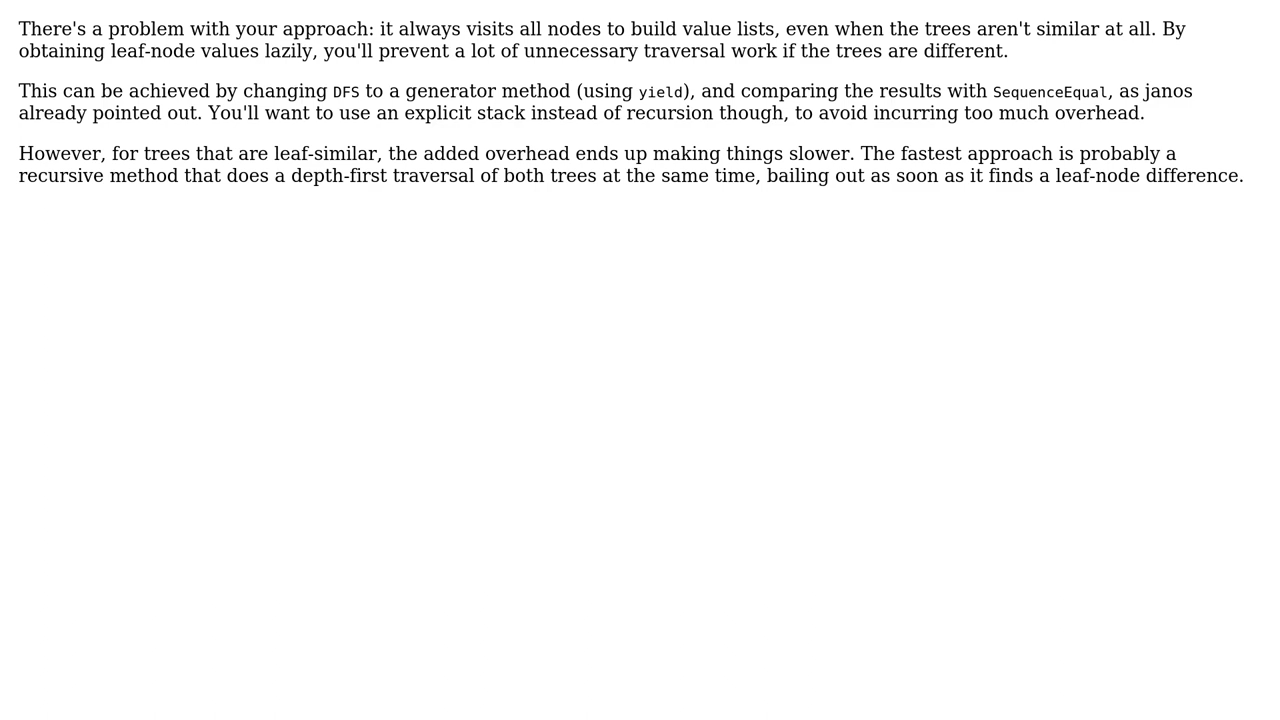 There's a problem with your approach: it always visits all nodes to build value lists, even when the trees aren't similar at all. By
obtaining leaf-node values lazily, you'll prevent a lot of unnecessary traversal work if the trees are different.
This can be achieved by changing DFS to a generator method (using yield), and comparing the results with SequenceEqual, as janos
already pointed out. You'll want to use an explicit stack instead of recursion though, to avoid incurring too much overhead.
However, for trees that are leaf-similar, the added overhead ends up making things slower. The fastest approach is probably a
recursive method that does a depth-first traversal of both trees at the same time, bailing out as soon as it finds a leaf-node difference.